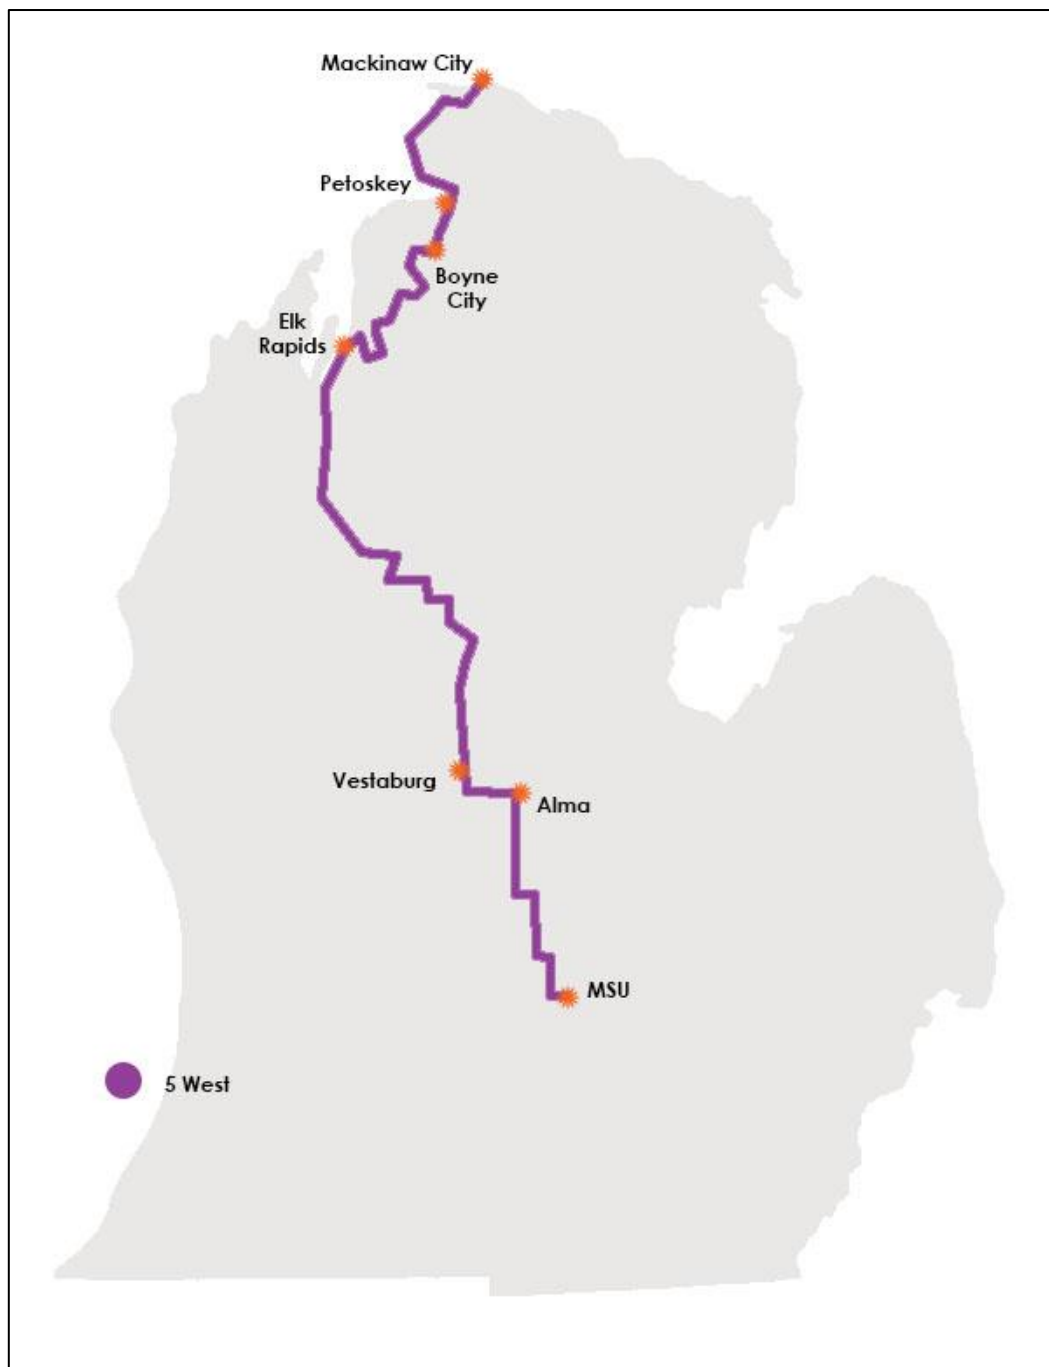 Mackinaw City
Petoskey
Boyne
City
Elk
Rapids
Vestaburg
Alma
MSU
5 West